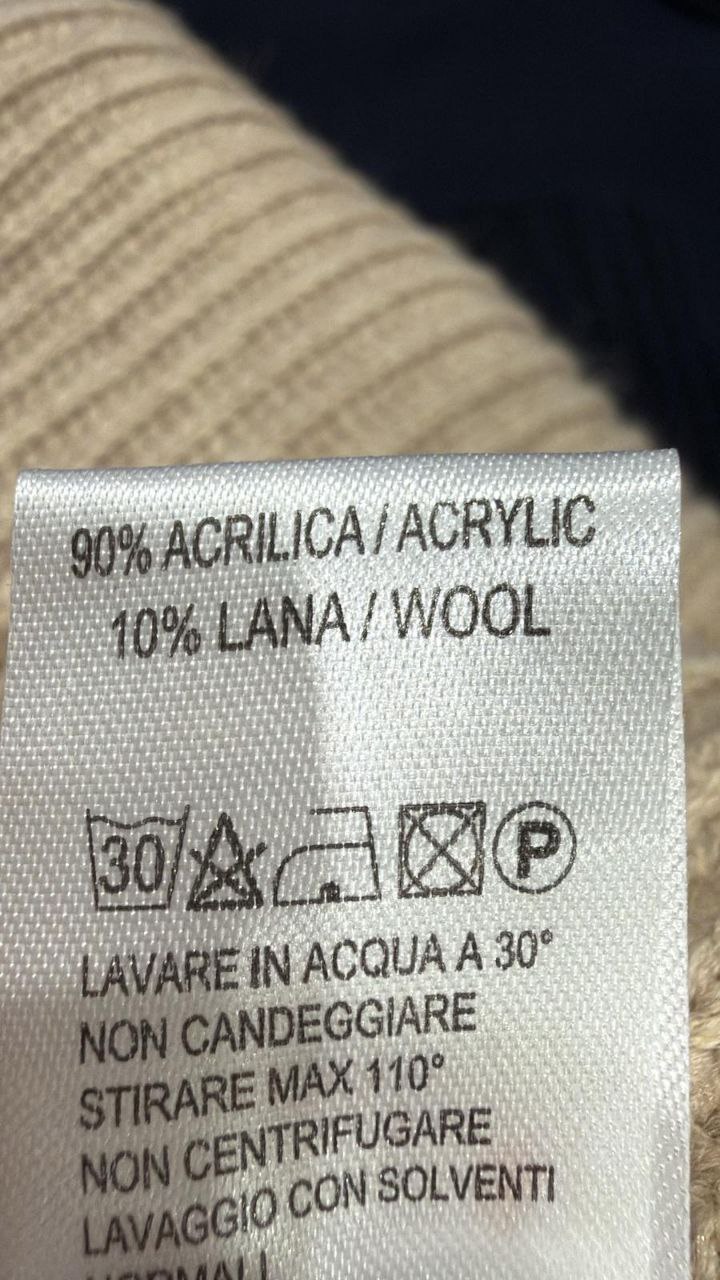 90% ACRILICA / ACRYLIC
10% LANA / WOOL
30 P
LAVARE IN ACQUA A 30°
NON CANDEGGIARE
STIRARE MAX 110°
NON CENTRIFUGARE
LAVAGGIO CON SOLVENTI
NORMALI